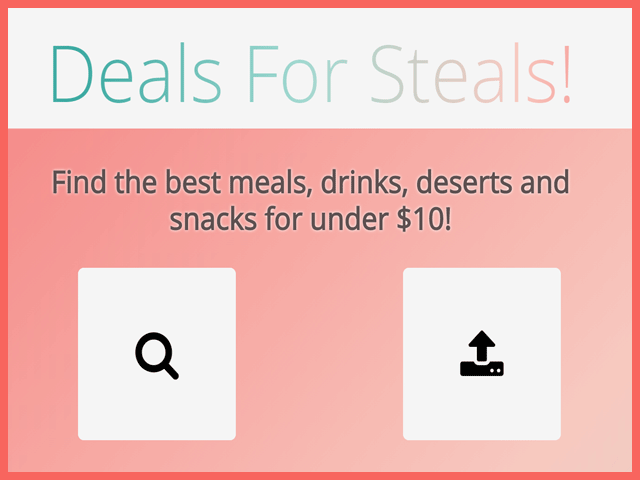 Deals For Steals!
Find the best meals, drinks, deserts and
snacks for under $10!